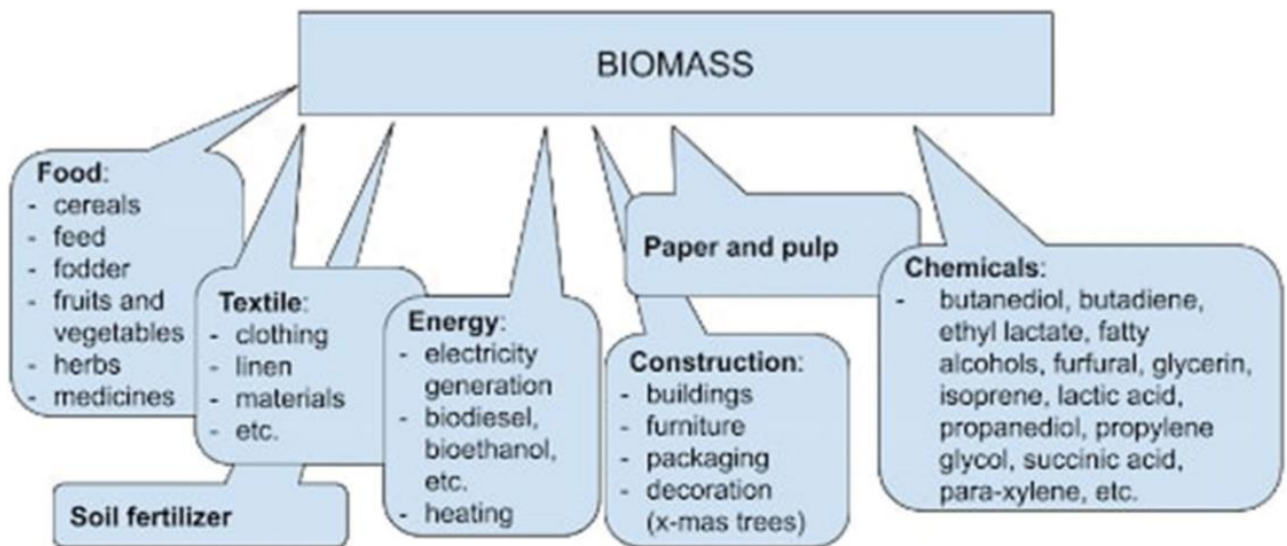 BIOMASS
Food:
- cereals
- feed
- fodder
- fruits and
vegetables
- herbs
- medicines
Textile:
- clothing
- linen
- materials
- etc.
Soil fertilizer
Energy:
- electricity
generation
- biodiesel,
bioethanol,
etc.
- heating
Paper and pulp
Construction:
- buildings
- furniture
- packaging
- decoration
(x-mas trees)
Chemicals:
- butanediol, butadiene,
ethyl lactate, fatty
alcohols, furfural, glycerin,
isoprene, lactic acid,
propanediol, propylene
glycol, succinic acid,
para-xylene, etc.